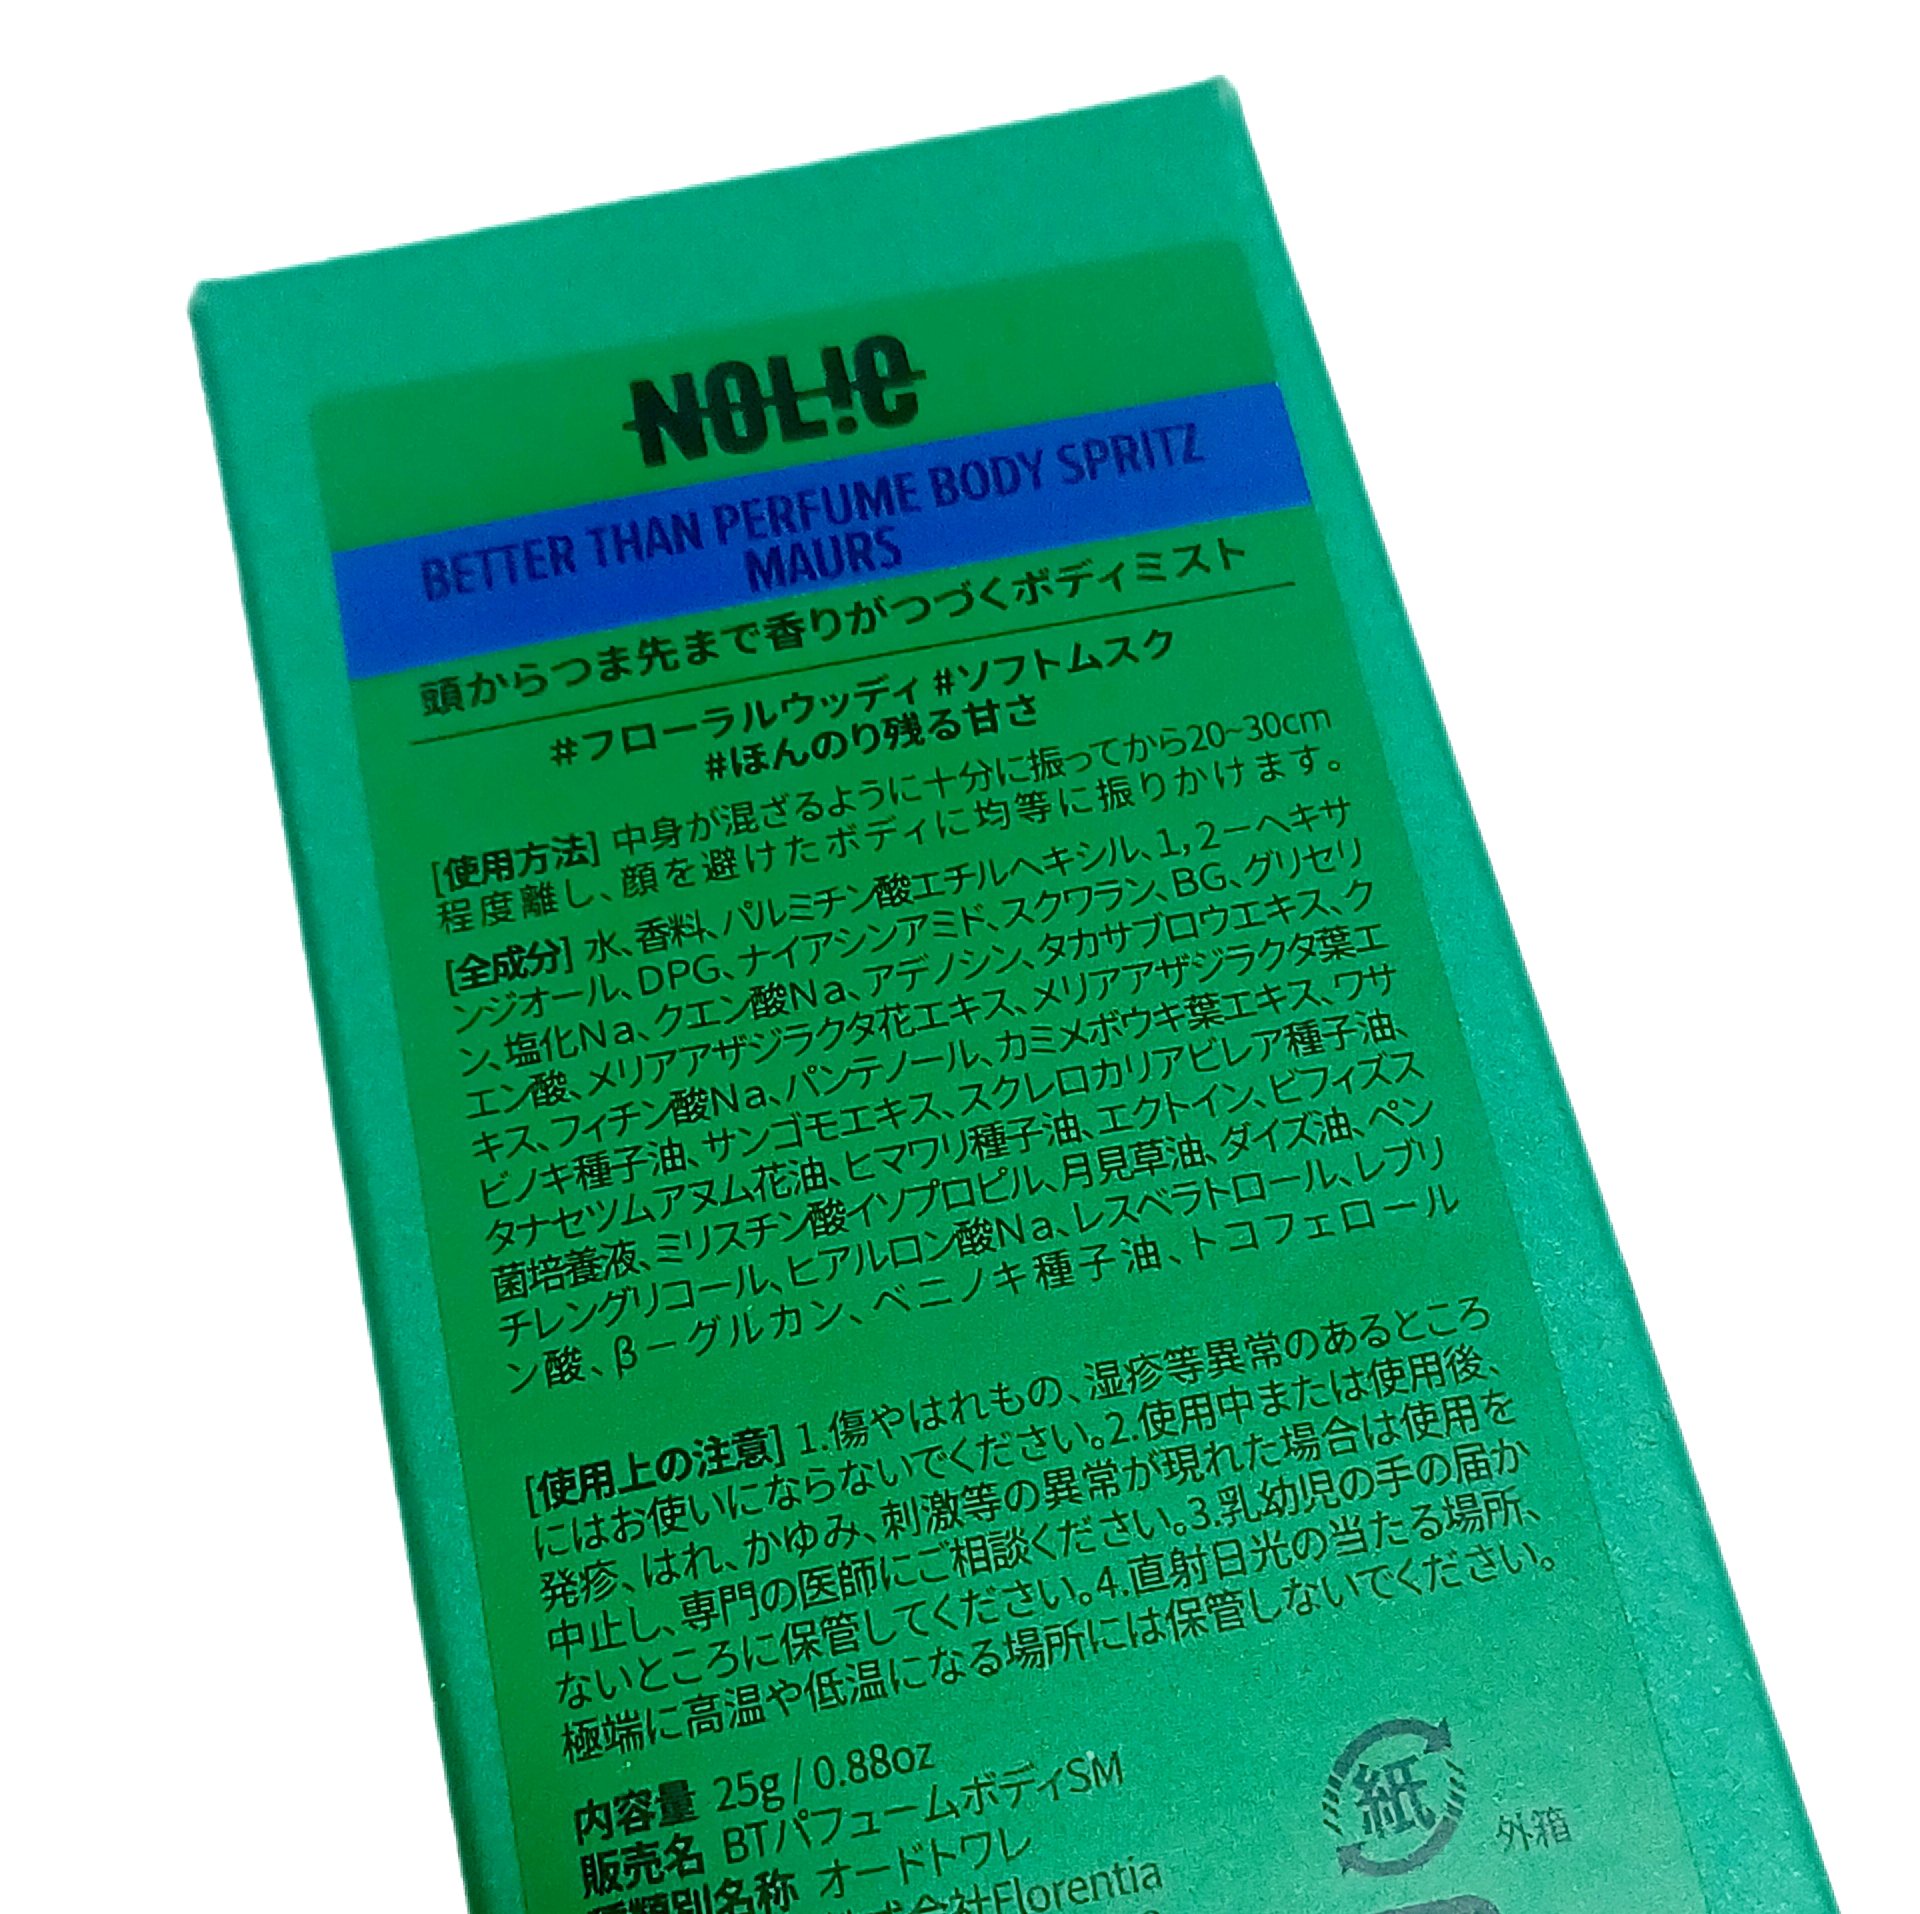 NOL!E
BETTER THAN PERFUME BODY SPRITZ
MAURS
頭からつま先まで香りがつづくボディミスト
#フローラルウッディ #ソフトムスク
#ほんのり残る甘さ
[使用方法] 中身が混ざるように十分に振ってから20~30cm
程度離し、顔を避けたボディに均等に振りかけます。
[全成分] 水、香料、パルミチン酸エチルヘキシル、1,2－ヘキサ
ンジオール、DPG、ナイアシンアミド、スクワラン、BG、グリセリ
ン、塩化Na、クエン酸Na、アデノシン、タカサブロウエキス、ク
エン酸、メリアアザジラクタ花エキス、メリアアザジラクタ葉エ
キス、フィチン酸Na、パンテノール、カミメボウキ葉エキス、ワサ
ビノキ種子油、サンゴモエキス、スクレロカリアビレア種子油、
タナセツムアヌム花油、ヒマワリ種子油、エクトイン、ビフィズス
菌培養液、ミリスチン酸イソプロピル、月見草油、ダイズ油、ペン
チレングリコール、ヒアルロン酸Na、レスベラトロール、レブリ
ン酸、β－グルカン、ベニノキ種子油、トコフェロール
[使用上の注意] 1.傷やはれもの、湿疹等異常のあるところ
にはお使いにならないでください。2.使用中または使用後、
発疹、はれ、かゆみ、刺激等の異常が現れた場合は使用を
中止し、専門の医師にご相談ください。3.乳幼児の手の届か
ないところに保管してください。4.直射日光の当たる場所、
極端に高温や低温になる場所には保管しないでください。
内容量 25g / 0.88oz
販売名 BTパフュームボディSM
種類別名称 オードトワレ
株式会社Florentia
紙
外箱